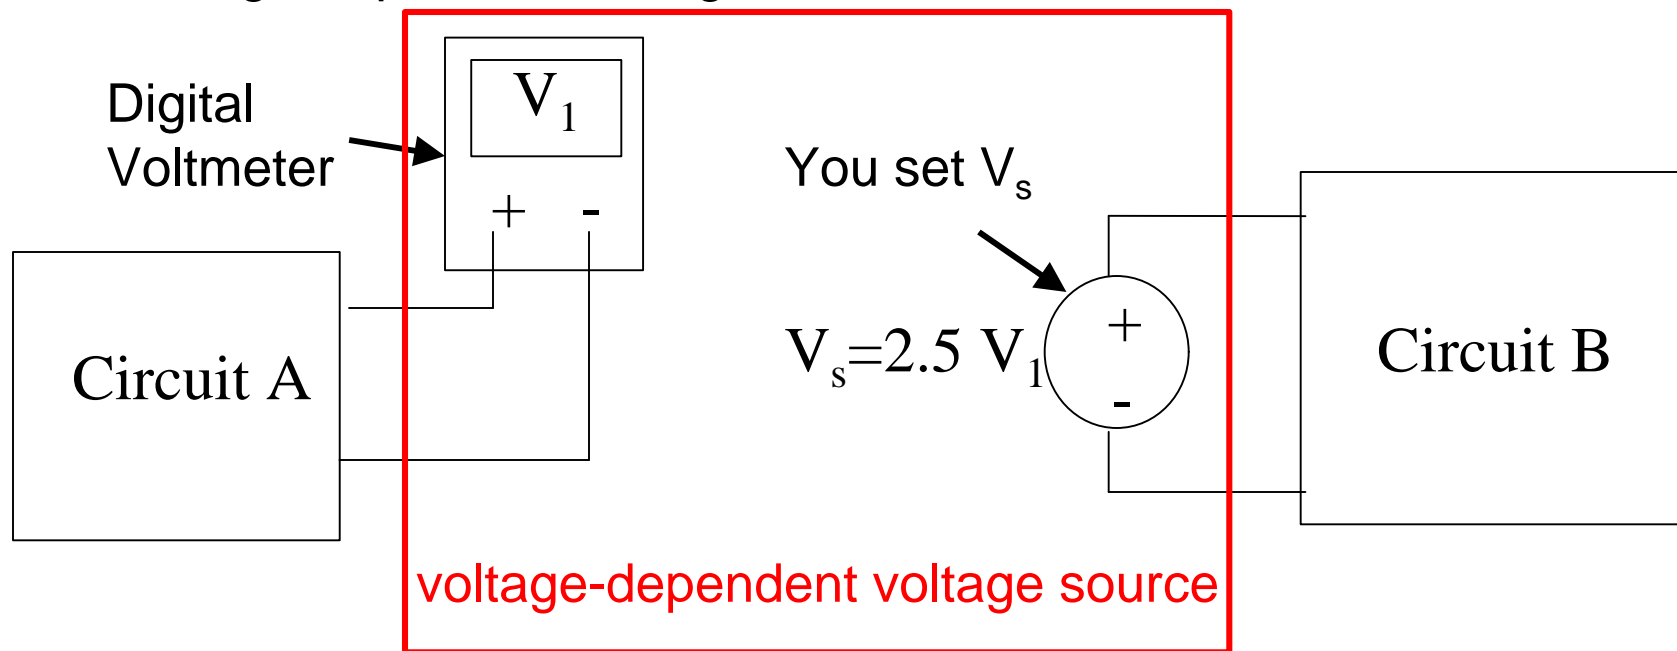 Digital
Voltmeter
V₁
+ -
You set Vₛ
Circuit A
Vₛ=2.5 V₁
+
-
Circuit B
voltage-dependent voltage source